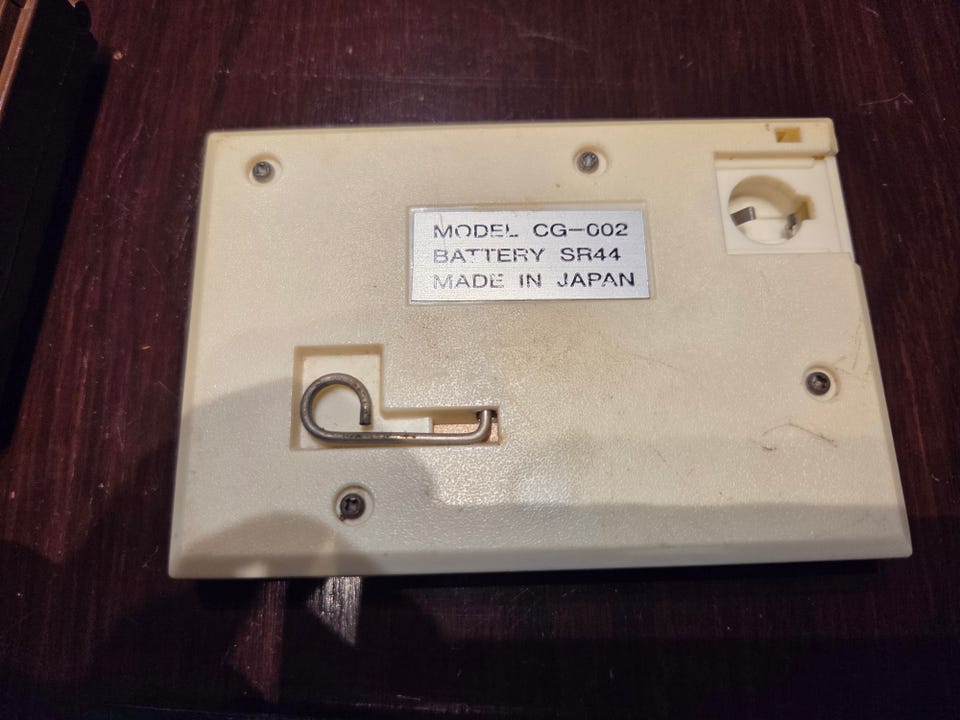 MODEL CG-002
BATTERY SR44
MADE IN JAPAN